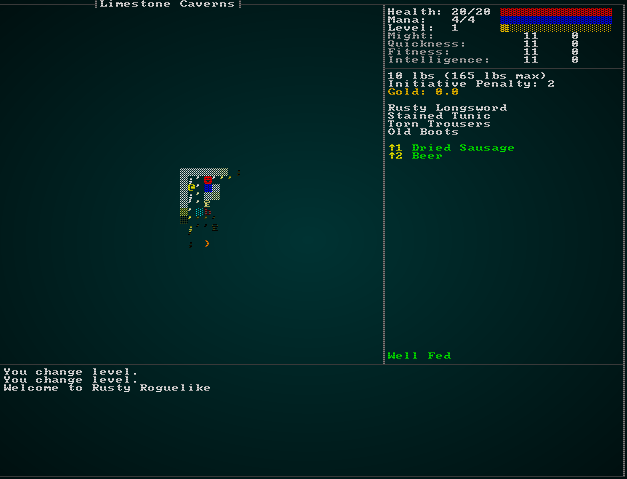 Limestone Caverns
Health: 20/20
Mana: 4/4
Level: 1
Might: 11 0
Quickness: 11 0
Fitness: 11 0
Intelligence: 11 0
10 lbs (165 lbs max)
Initiative Penalty: 2
Gold: 0.0
Rusty Longsword
Stained Tunic
Torn Trousers
Old Boots
↑1 Dried Sausage
↑2 Beer
Well Fed
You change level.
You change level.
Welcome to Rusty Roguelike